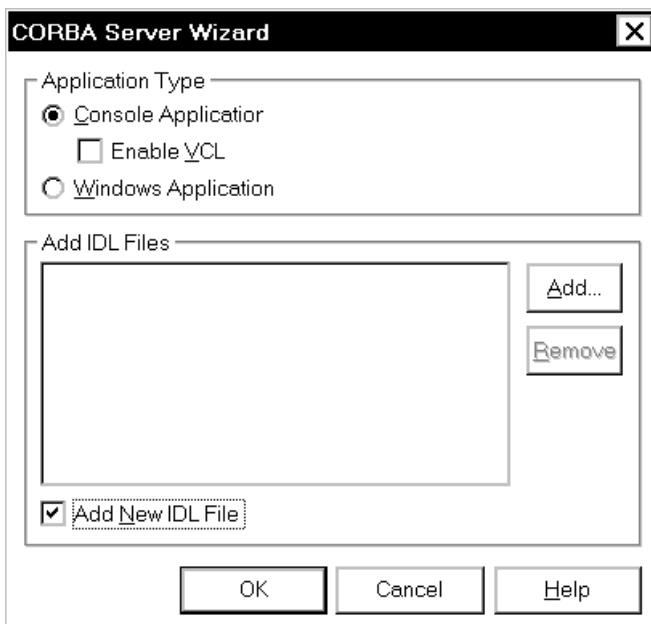 CORBA Server Wizard
Application Type
Console Applicatior
Enable VCL
Windows Application
Add IDL Files
Add...
Remove
Add New IDL File
OK Cancel Help